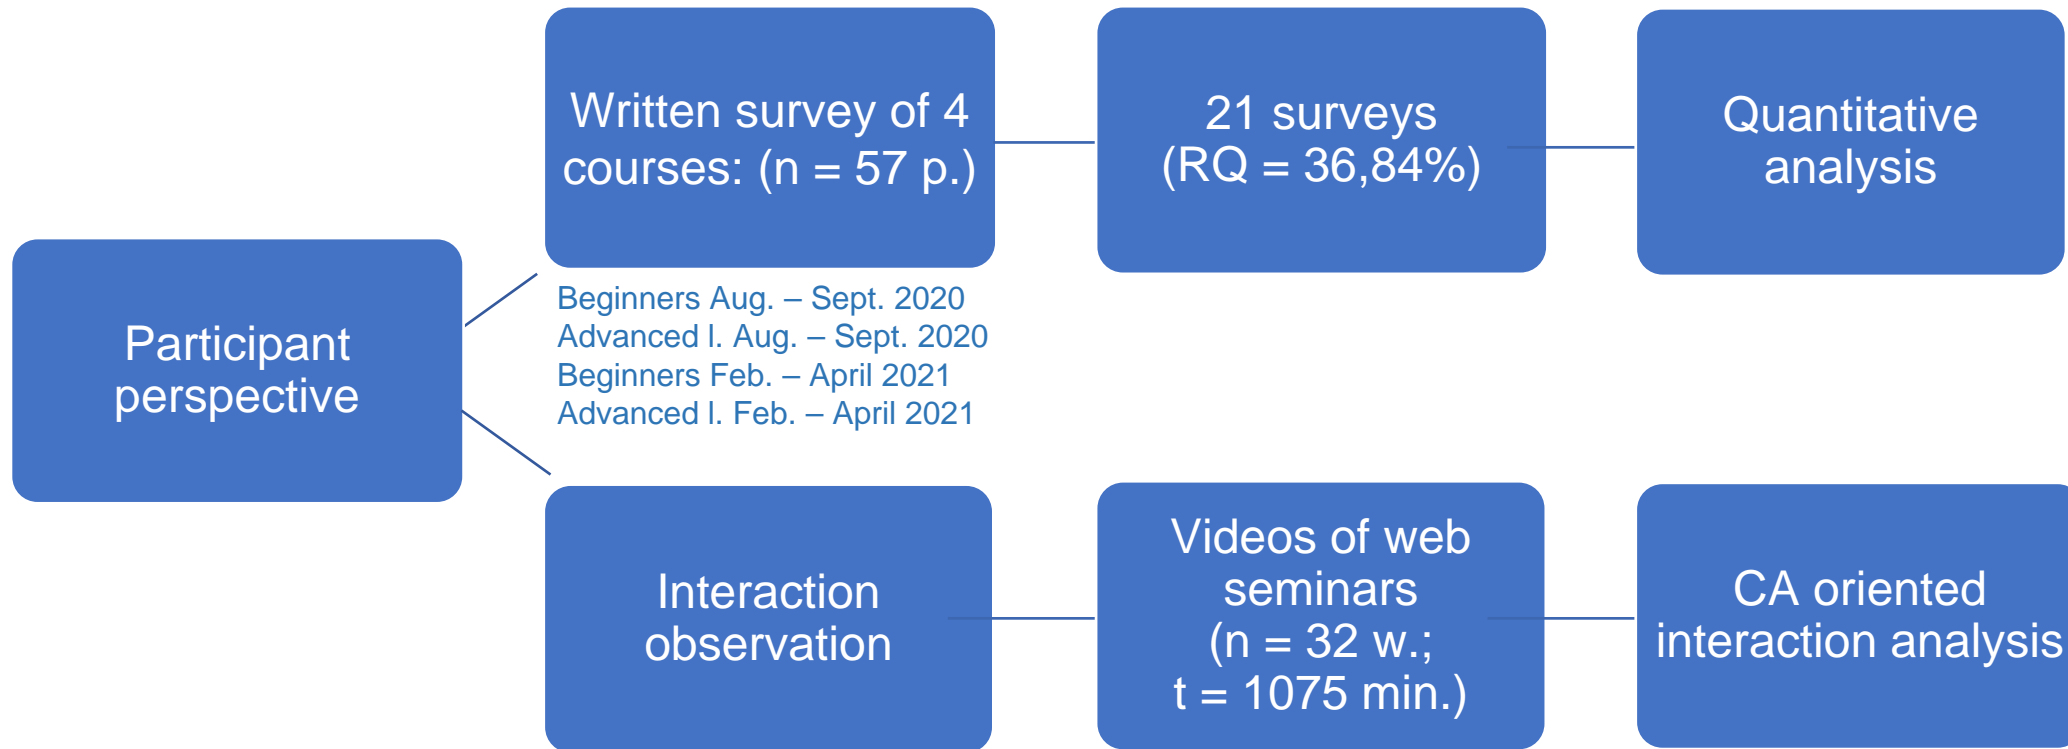 Participant
perspective
Written survey of 4
courses: (n = 57 p.)
Beginners Aug. – Sept. 2020
Advanced l. Aug. – Sept. 2020
Beginners Feb. – April 2021
Advanced l. Feb. – April 2021
21 surveys
(RQ = 36,84%)
Quantitative
analysis
Interaction
observation
Videos of web
seminars
(n = 32 w.;
t = 1075 min.)
CA oriented
interaction analysis